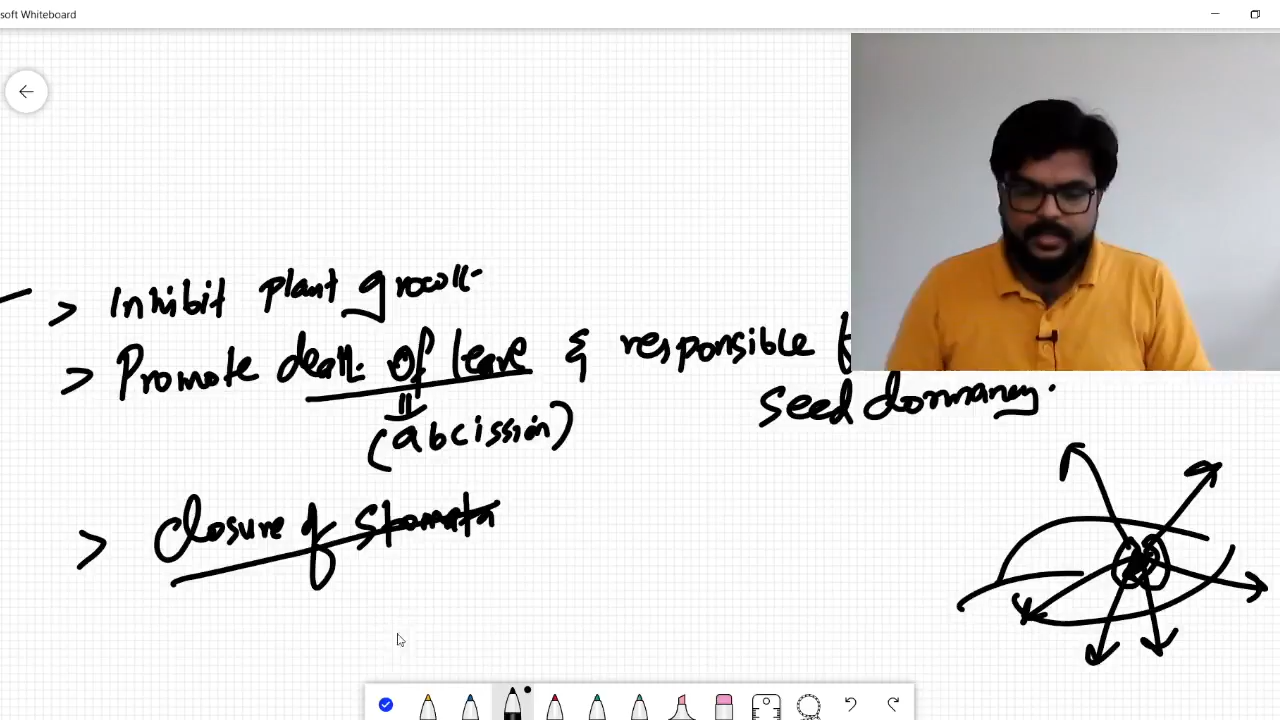 soft Whiteboard
> Inhibit plant growth
> Promote death of leave & responsible
seed dormancy.
(abcission)
> closure of stomata